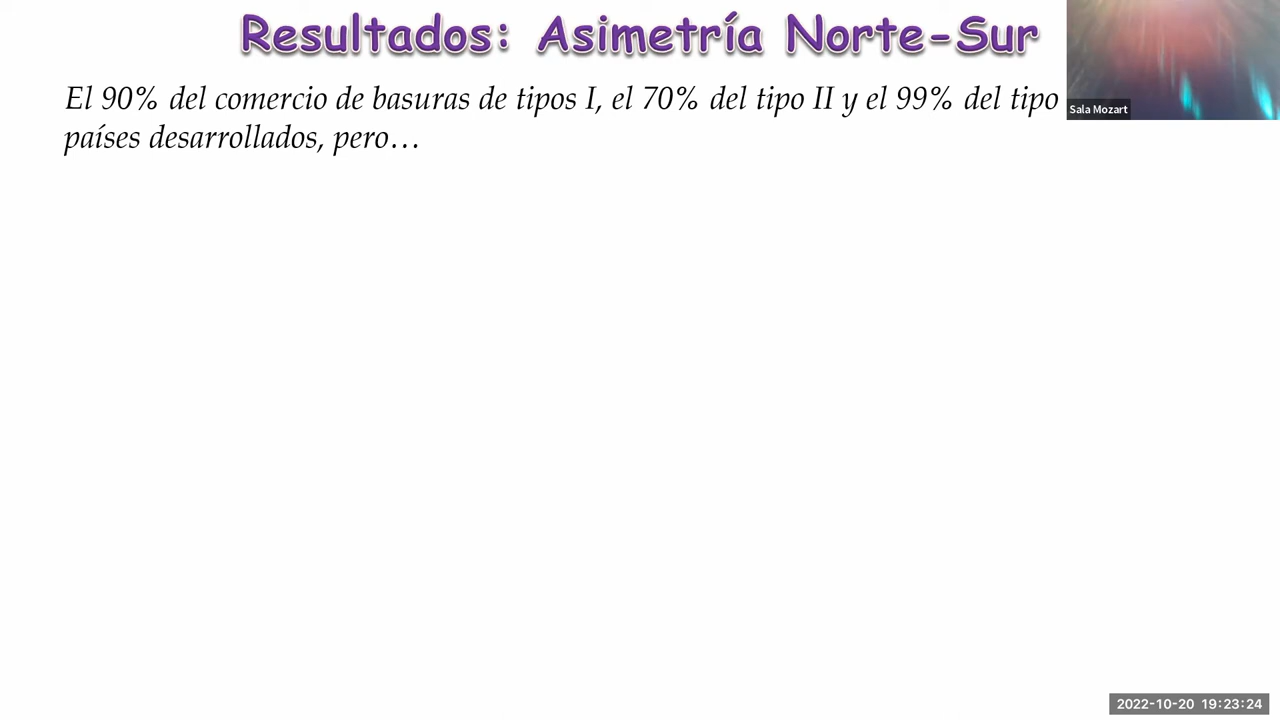 Resultados: Asimetría Norte-Sur
El 90% del comercio de basuras de tipos I, el 70% del tipo II y el 99% del tipo
países desarrollados, pero…
Sala Mozart
2022-10-20 19:23:24